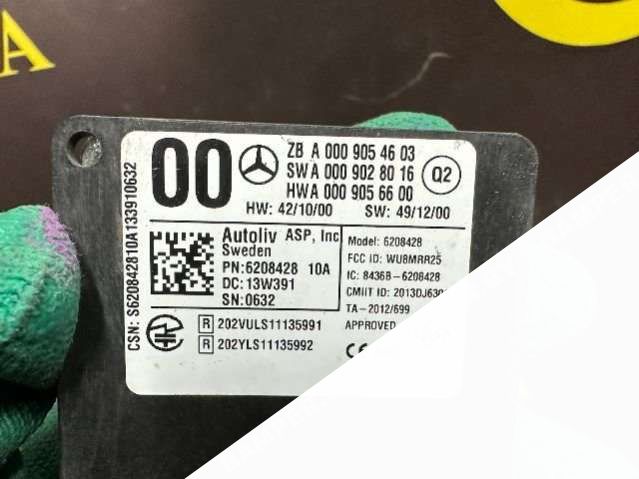 A
CSN: S620842810A133910632
00
ZB A 000 905 46 03
SW A 000 902 80 16
HW A 000 905 66 00
Q2
HW: 42/10/00 SW: 49/12/00
Autoliv ASP, Inc
Sweden
PN:6208428 10A
DC:13W391
SN:0632
Model: 6208428
FCC ID: WU8MRR25
IC: 8436B-6208428
CMIIT ID: 2013DJ630
TA-2012/699
APPROVED
R 202VULS11135991
R 202YLS11135992
CE